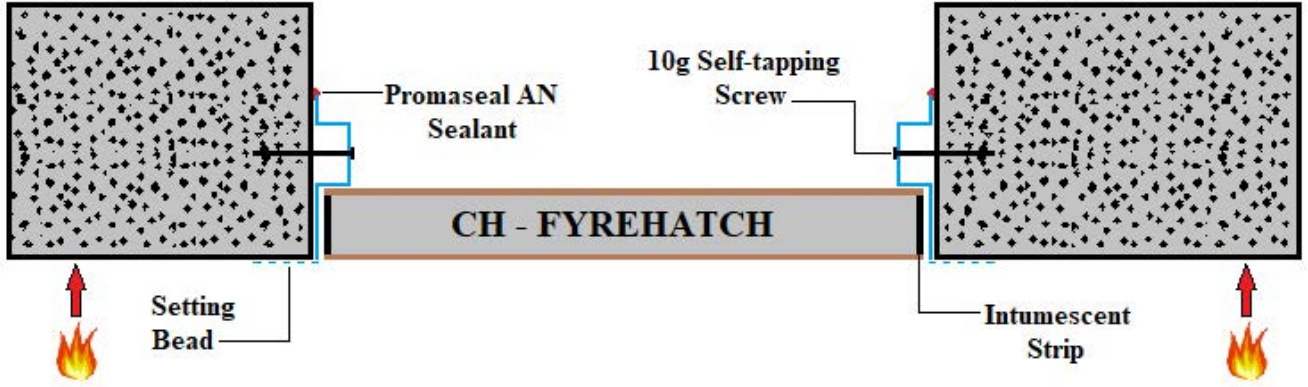 Promaseal AN
Sealant
10g Self-tapping
Screw
CH - FYREHATCH
Setting
Bead
Intumescent
Strip